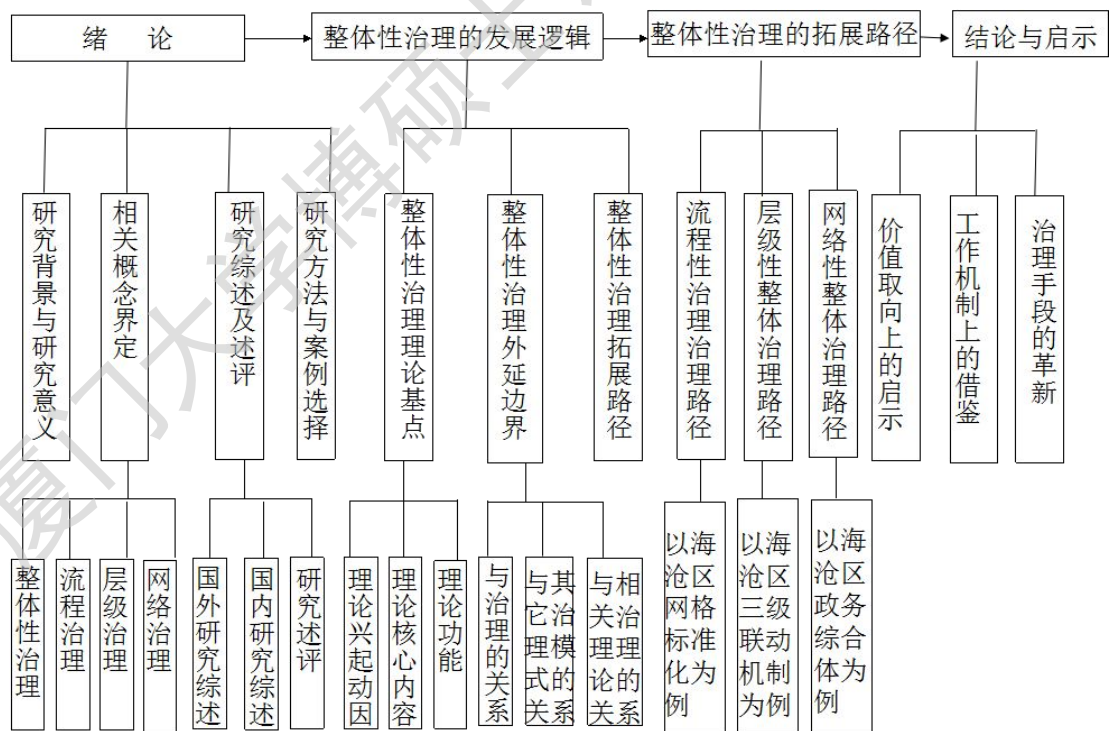 绪 论
整体性治理的发展逻辑
整体性治理的拓展路径
结论与启示
研究背景与研究意义
相关概念界定
研究综述及述评
研究方法与案例选择
整体性治理理论基点
整体性治理外延边界
整体性治理拓展路径
流程性治理治理路径
层级性整体治理路径
网络性整体治理路径
价值取向上的启示
工作机制上的借鉴
治理手段的革新
整体性治理
流程治理
层级治理
网络治理
国外研究综述
国内研究综述
研究述评
理论兴起动因
理论核心内容
理论功能
与治理的关系
与其它治理模式的关系
与相关治理理论的关系
以海沧区网格标准化为例
以海沧区三级联动机制为例
以海沧区政务综合体为例
厦门大学博硕士